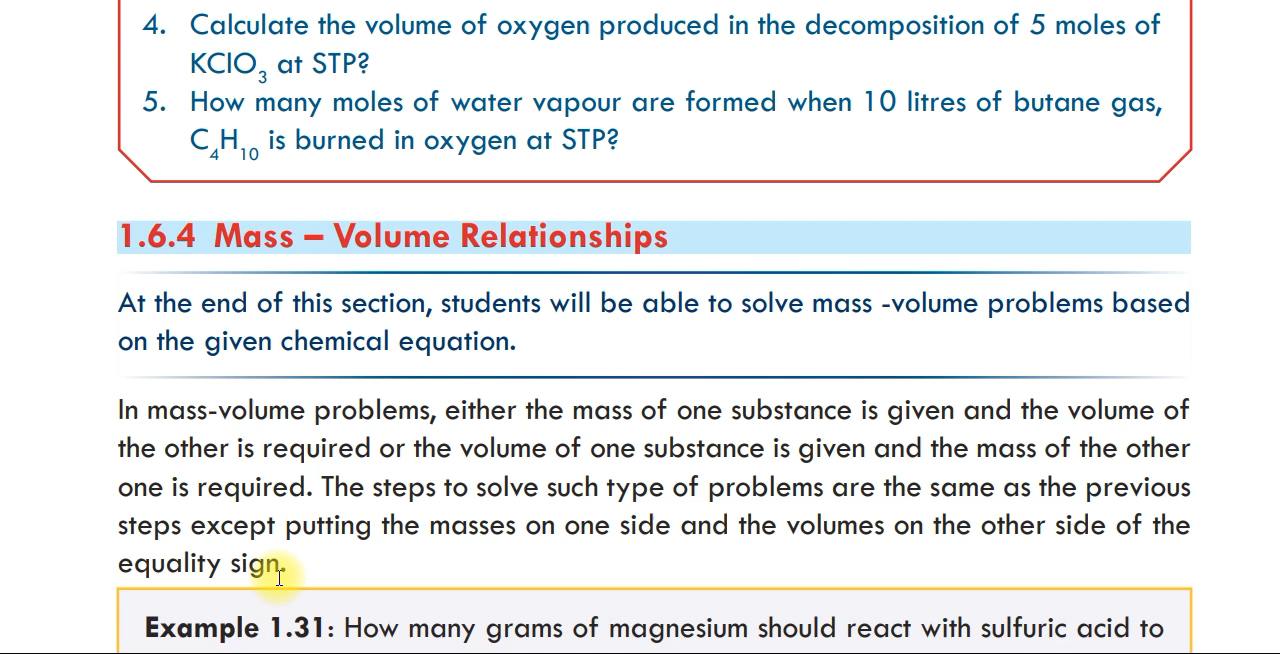 4. Calculate the volume of oxygen produced in the decomposition of 5 moles of
KClO₃ at STP?
5. How many moles of water vapour are formed when 10 litres of butane gas,
C₄H₁₀ is burned in oxygen at STP?
1.6.4 Mass – Volume Relationships
At the end of this section, students will be able to solve mass -volume problems based
on the given chemical equation.
In mass-volume problems, either the mass of one substance is given and the volume of
the other is required or the volume of one substance is given and the mass of the other
one is required. The steps to solve such type of problems are the same as the previous
steps except putting the masses on one side and the volumes on the other side of the
equality sign.
Example 1.31: How many grams of magnesium should react with sulfuric acid to